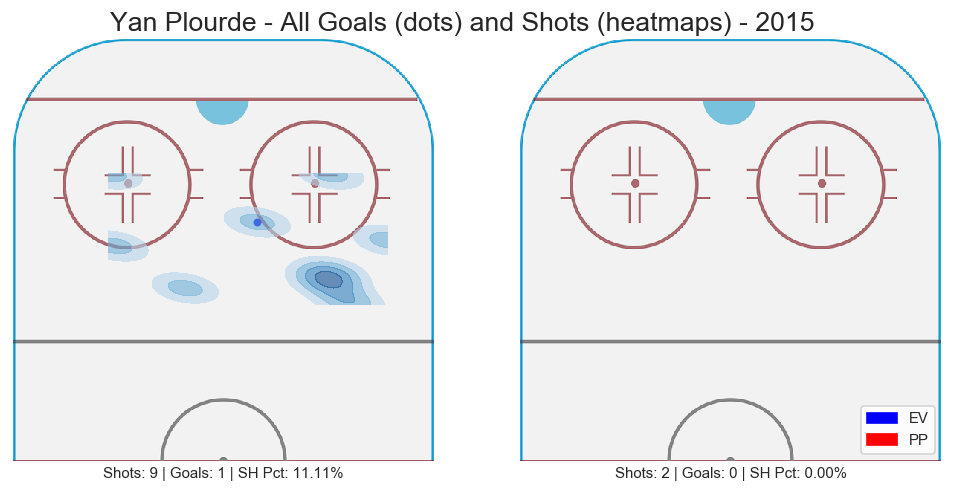 Yan Plourde - All Goals (dots) and Shots (heatmaps) - 2015
EV
PP
Shots: 9 | Goals: 1 | SH Pct: 11.11%
Shots: 2 | Goals: 0 | SH Pct: 0.00%